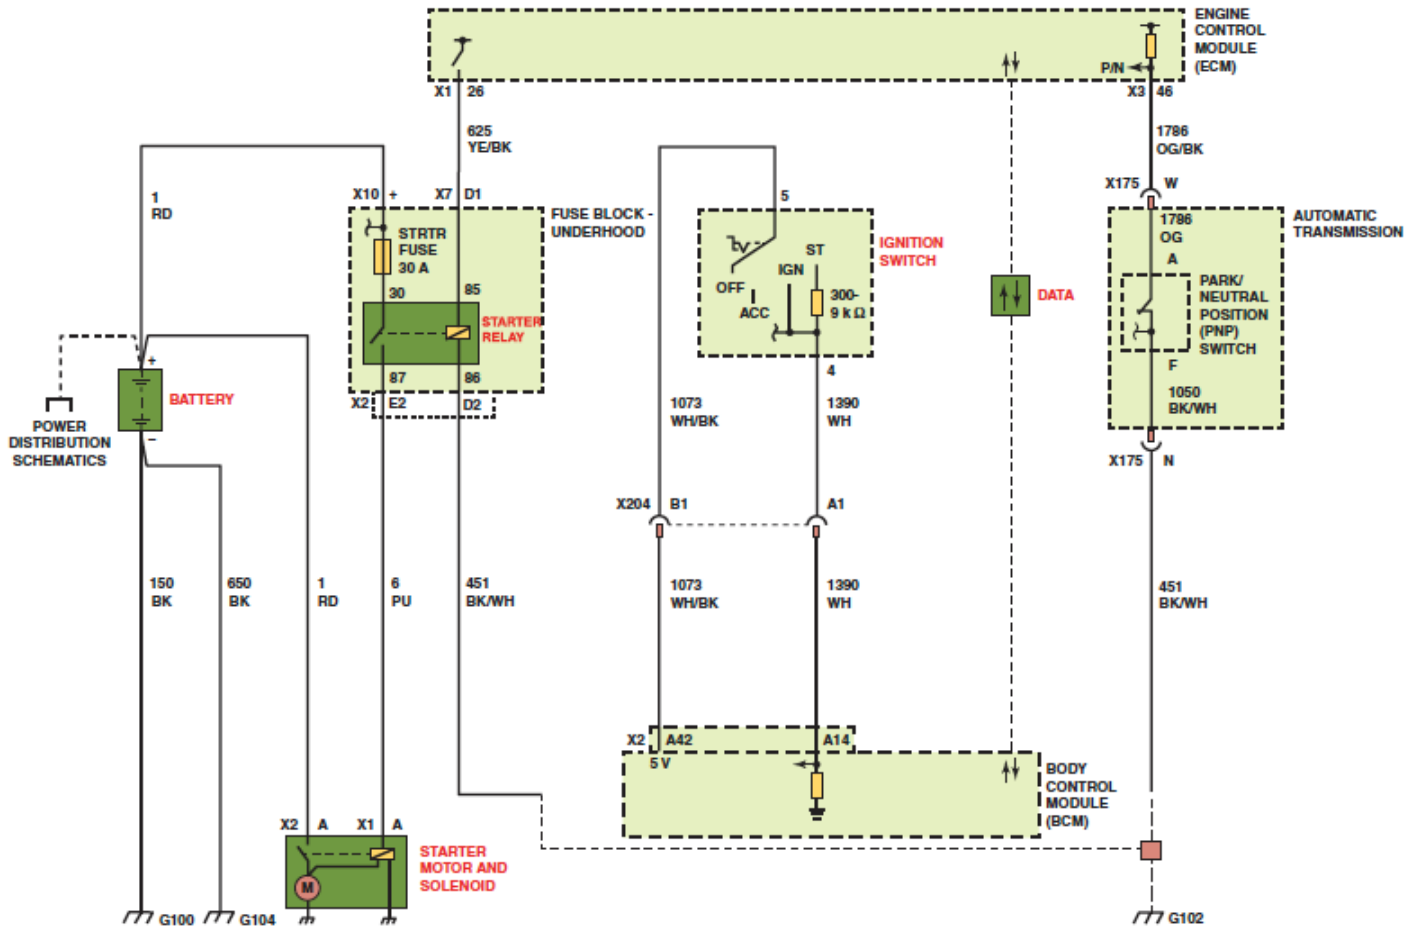 ENGINE
CONTROL
MODULE
(ECM)
P/N
X1 26
X3 46
625
YE/BK
1786
OG/BK
1
RD
X10 +
X7 D1
5
X175 W
FUSE BLOCK -
UNDERHOOD
STRTR
FUSE
30 A
30
85
STARTER
RELAY
87
86
X2 E2
D2
IGNITION
SWITCH
ST
IGN
OFF
ACC
300-
9 k Ω
4
DATA
1786
OG
AUTOMATIC
TRANSMISSION
A
PARK/
NEUTRAL
POSITION
(PNP)
SWITCH
F
1050
BK/WH
X175 N
+
BATTERY
−
POWER
DISTRIBUTION
SCHEMATICS
1073
WH/BK
1390
WH
X204 B1
A1
150
BK
650
BK
1
RD
6
PU
451
BK/WH
1073
WH/BK
1390
WH
451
BK/WH
X2 A42
A14
5 V
BODY
CONTROL
MODULE
(BCM)
X2 A
X1 A
STARTER
MOTOR AND
SOLENOID
M
G100
G104
G102